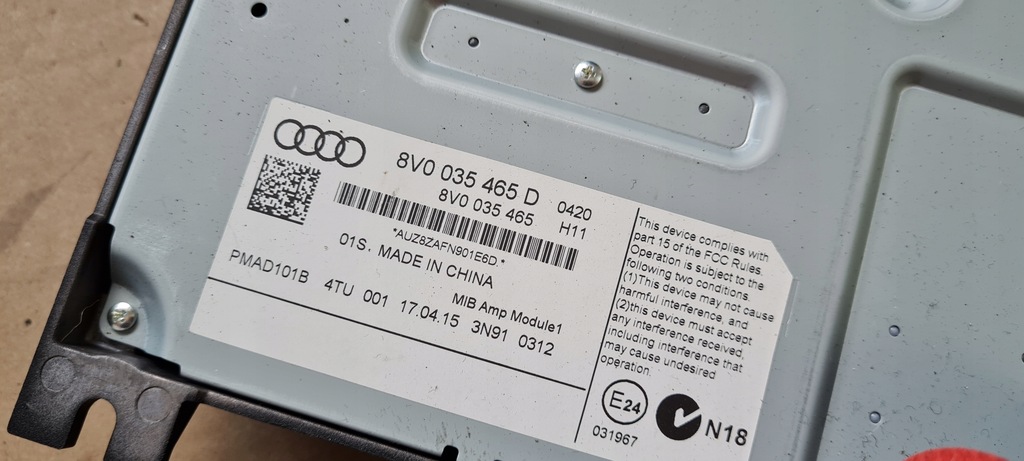 8V0 035 465 D 0420
8V0 035 465 H11
*AUZ8ZAFN901E6D*
01S. MADE IN CHINA
PMAD101B MIB Amp Module1
4TU 001 17.04.15 3N91 0312
This device complies with
part 15 of the FCC Rules.
Operation is subject to the
following two conditions.
(1)This device may not cause
harmful interference, and
(2)this device must accept
any interference received,
including interference that
may cause undesired
operation.
E24
031967
N18